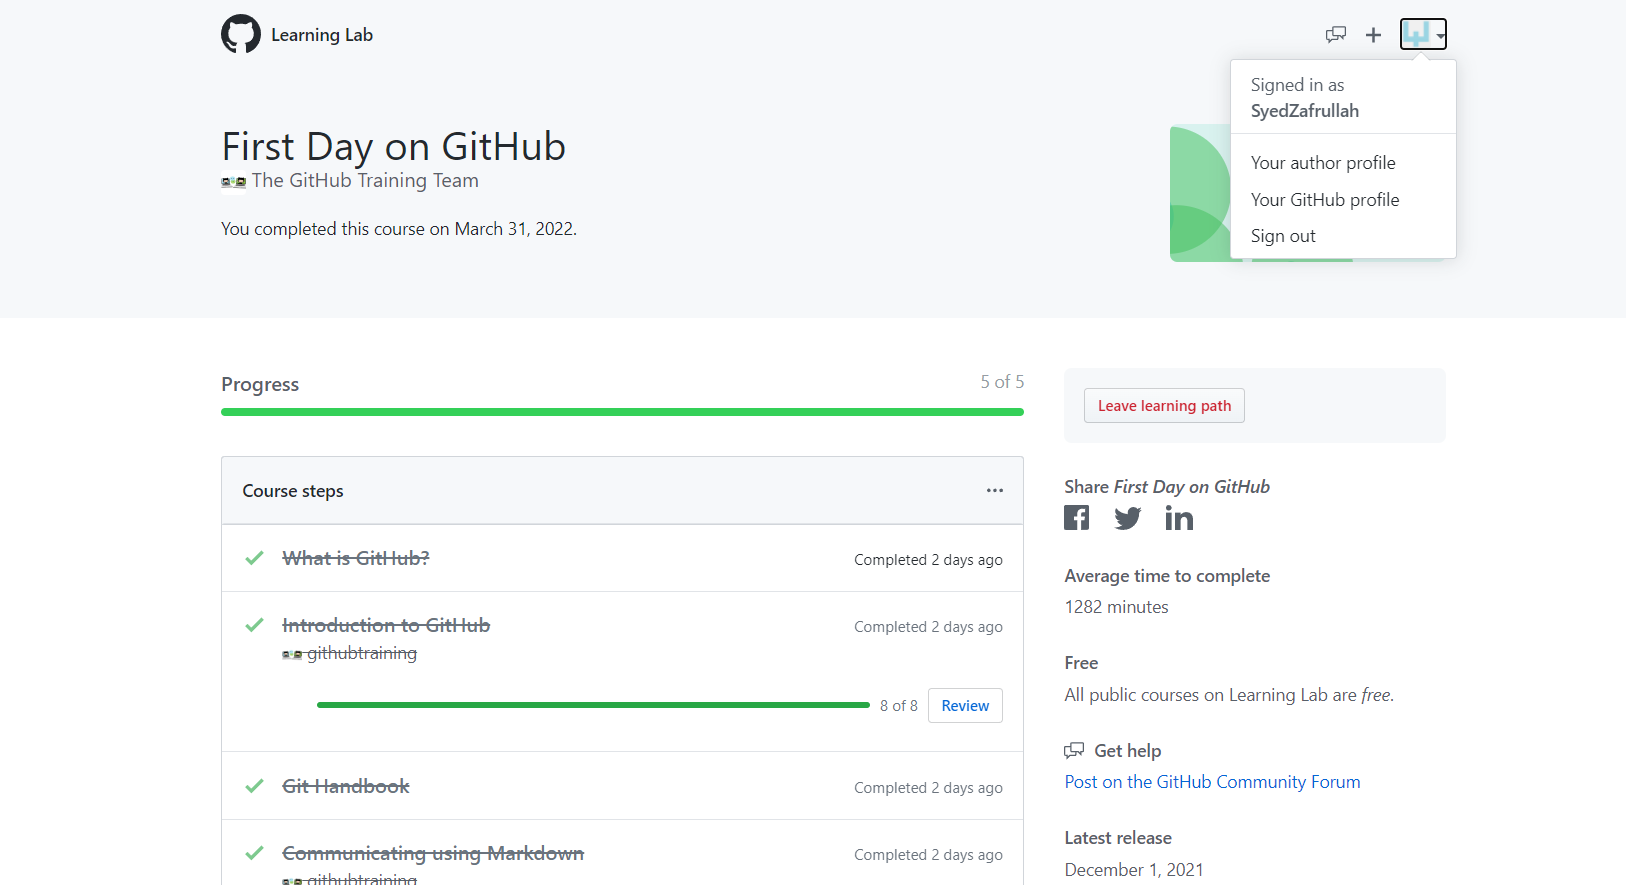 Learning Lab
Signed in as
SyedZafrullah
Your author profile
Your GitHub profile
Sign out
First Day on GitHub
The GitHub Training Team
You completed this course on March 31, 2022.
Progress
5 of 5
Course steps
What is GitHub?
Completed 2 days ago
Introduction to GitHub
Completed 2 days ago
githubtraining
8 of 8
Review
Git Handbook
Completed 2 days ago
Communicating using Markdown
Completed 2 days ago
githubtraining
Leave learning path
Share First Day on GitHub
Average time to complete
1282 minutes
Free
All public courses on Learning Lab are free.
Get help
Post on the GitHub Community Forum
Latest release
December 1, 2021